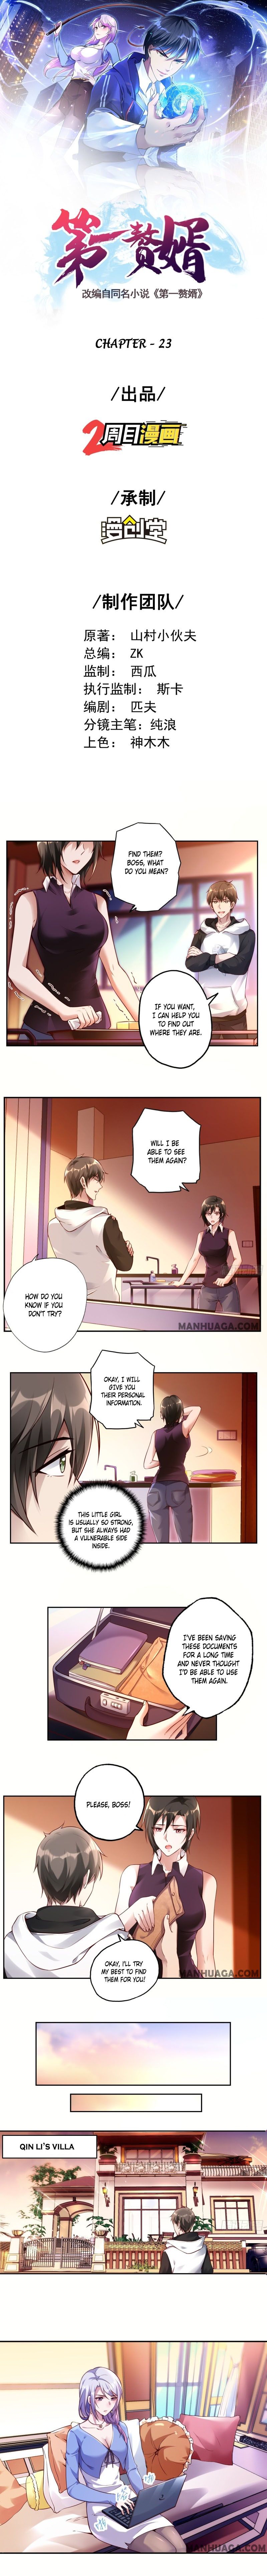 第一赘婿
改编自同名小说《第一赘婿》
CHAPTER - 23
/出品/
2周目漫画
/承制/
漫创堂
/制作团队/
原著： 山村小伙夫
总编： ZK
监制： 西瓜
执行监制： 斯卡
编剧： 匹夫
分镜主笔：纯浪
上色： 神木木
FIND THEM?
BOSS, WHAT
DO YOU MEAN?
IF YOU WANT,
I CAN HELP YOU
TO FIND OUT
WHERE THEY ARE.
WILL I BE
ABLE TO SEE
THEM AGAIN?
MANHUAGA.COM
HOW DO YOU
KNOW IF YOU
DON'T TRY?
OKAY, I WILL
GIVE YOU
THEIR PERSONAL
INFORMATION.
THIS LITTLE GIRL
IS USUALLY SO STRONG,
BUT SHE ALWAYS HAD
A VULNERABLE SIDE
INSIDE.
I'VE BEEN SAVING
THESE DOCUMENTS
FOR A LONG TIME
AND NEVER THOUGHT
I'D BE ABLE TO USE
THEM AGAIN.
PLEASE, BOSS!
MANHUAGA.COM
OKAY, I'LL TRY
MY BEST TO FIND
THEM FOR YOU!
QIN LI'S VILLA
MANHUAGA.COM